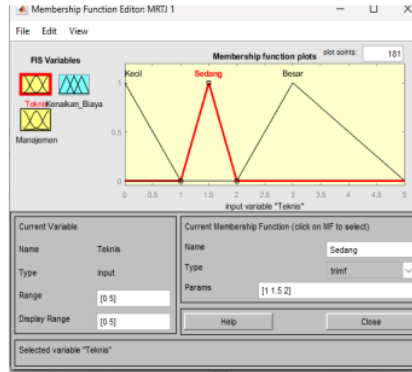 Membership Function Editor: MRTJ 1
File Edit View
FIS Variables
Membership function plots
plot points: 181
Teknis
Kenaikan_Biaya
Manajemen
Kecil Sedang Besar
1
0.5
0
0 0.5 1 1.5 2 2.5 3 3.5 4 4.5 5
input variable "Teknis"
Current Variable
Name Teknis
Type input
Range [0 5]
Display Range [0 5]
Current Membership Function (click on MF to select)
Name Sedang
Type trimf
Params [1 1.5 2]
Help Close
Selected variable "Teknis"